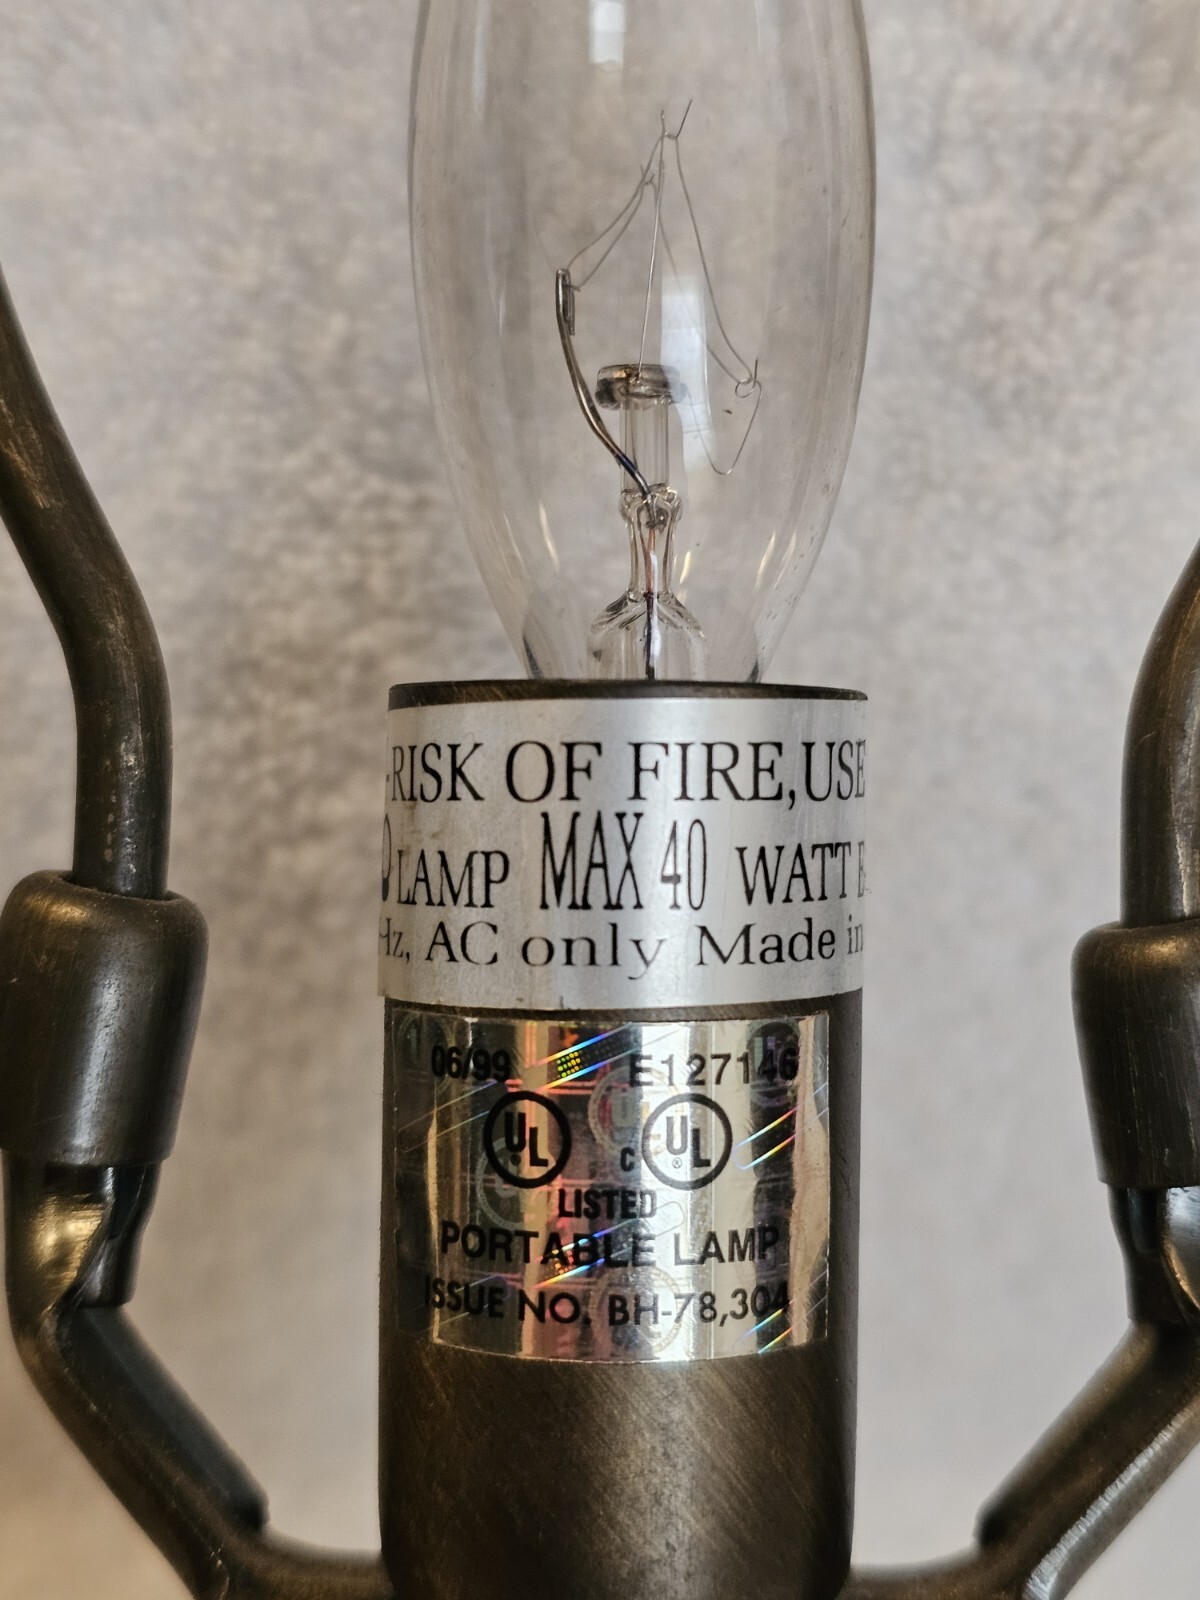 -RISK OF FIRE, USE
LAMP MAX 40 WATT
Hz, AC only Made in
06/99 E127146
UL c UL ®
LISTED
PORTABLE LAMP
ISSUE NO. BH-78,304